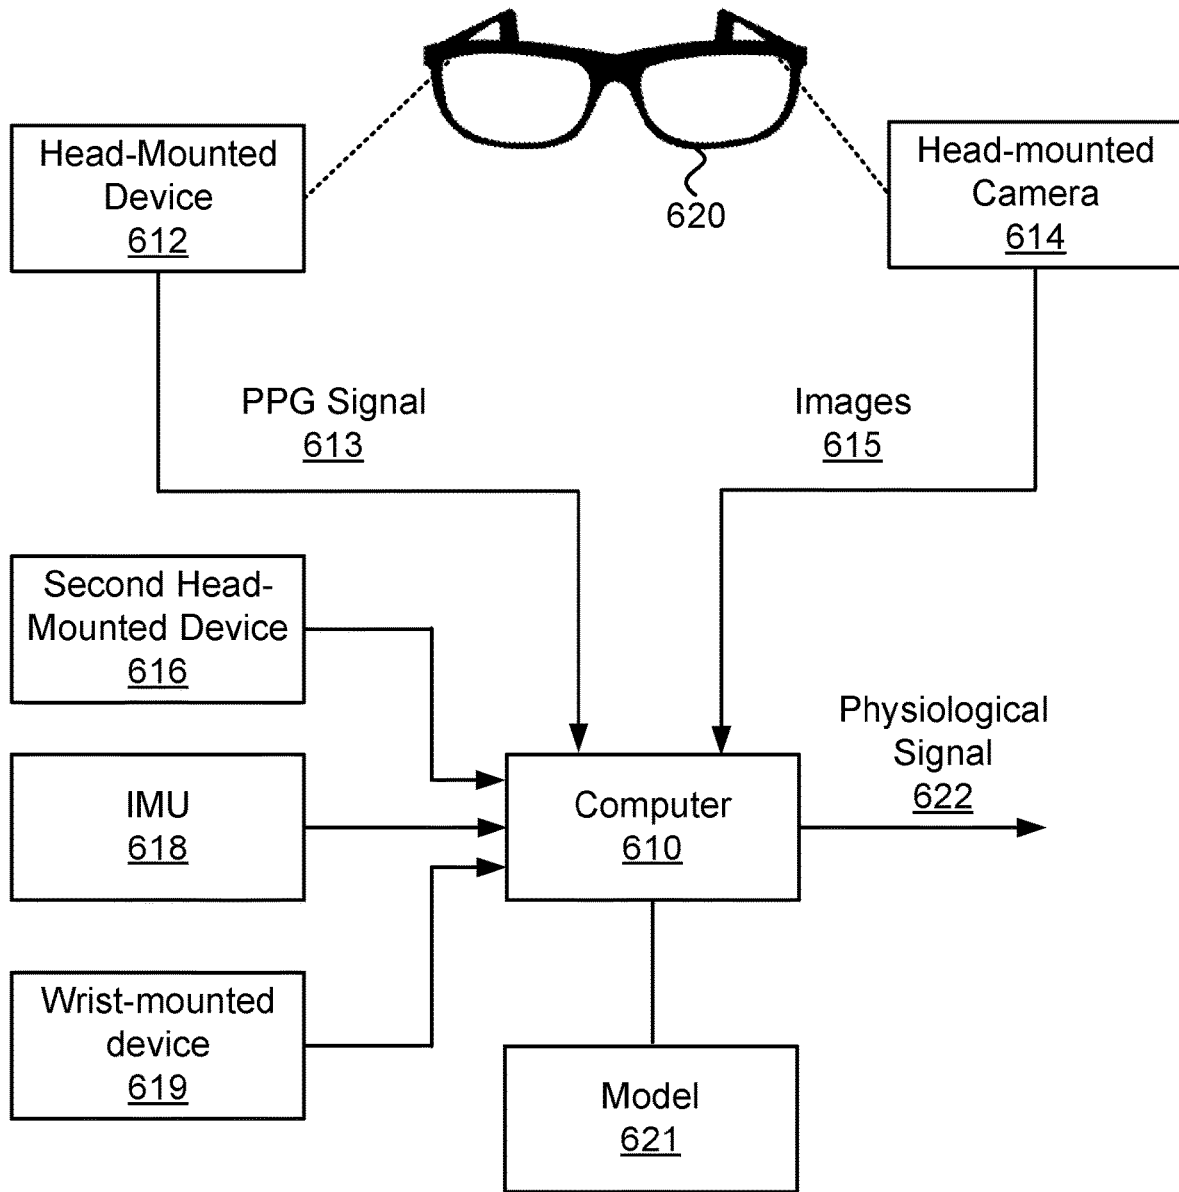 Head-Mounted
Device
612
620
Head-mounted
Camera
614
PPG Signal
613
Images
615
Second Head-
Mounted Device
616
Physiological
Signal
622
IMU
618
Computer
610
Wrist-mounted
device
619
Model
621